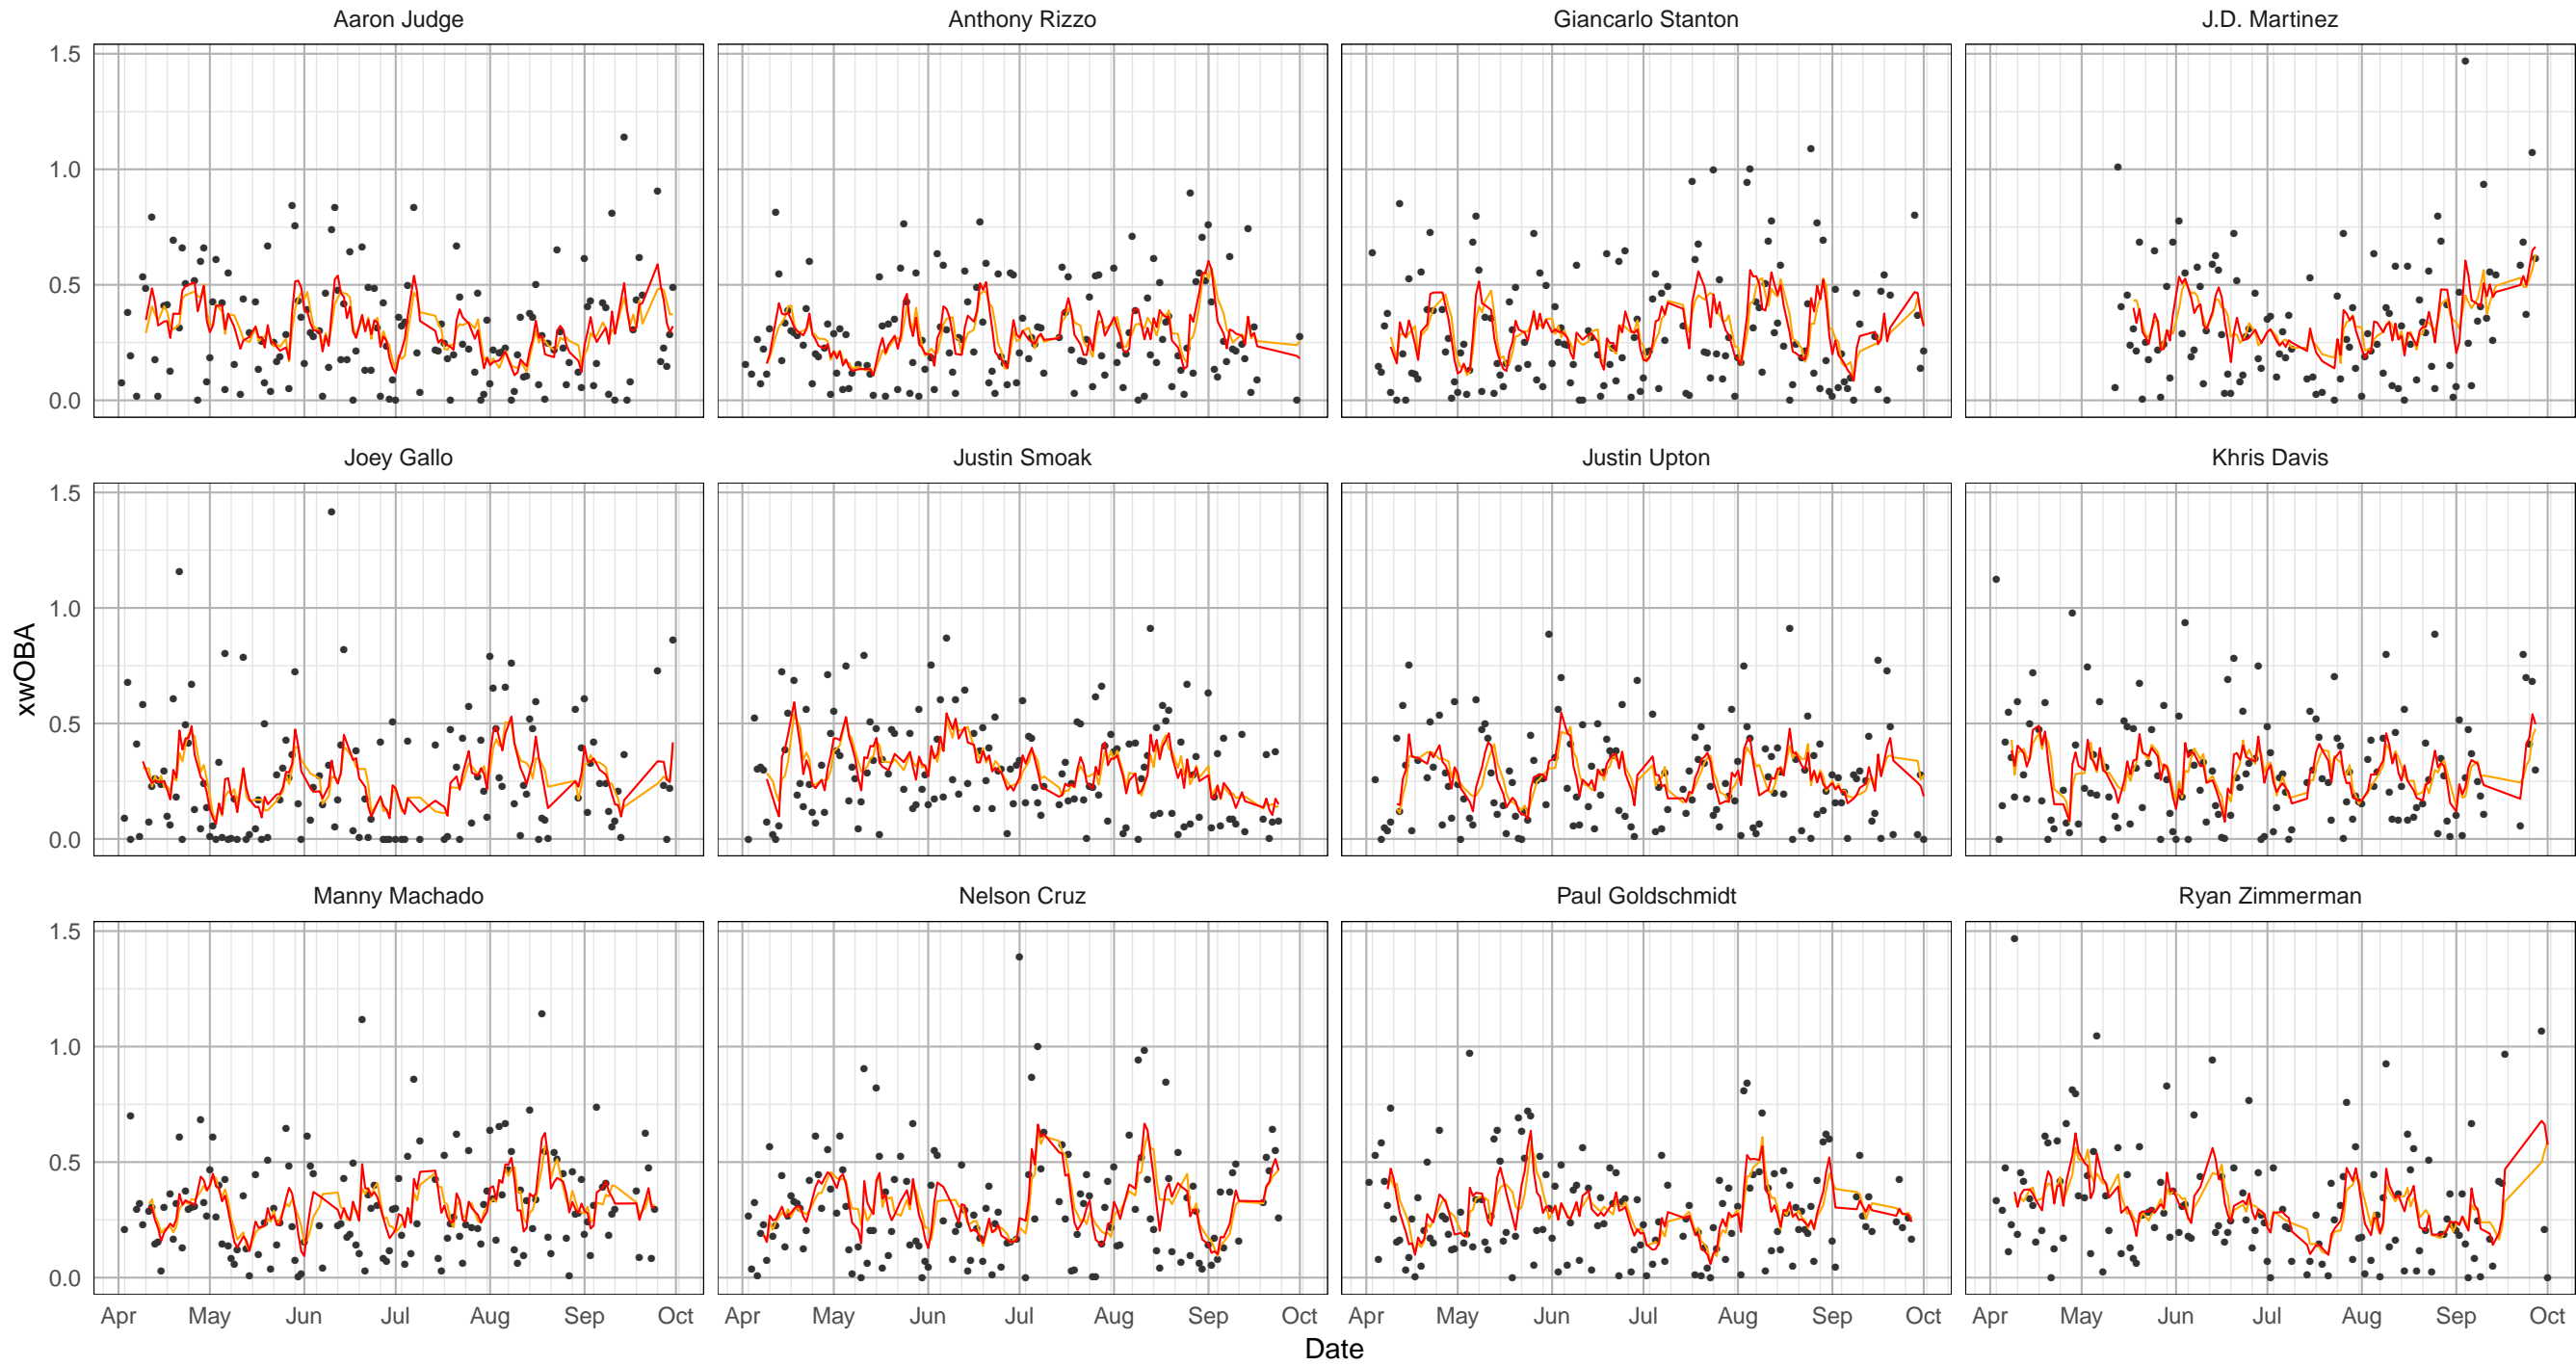 Aaron Judge
Anthony Rizzo
Giancarlo Stanton
J.D. Martinez
1.5
1.0
0.5
0.0
Joey Gallo
Justin Smoak
Justin Upton
Khris Davis
1.5
1.0
0.5
0.0
xwOBA
Manny Machado
Nelson Cruz
Paul Goldschmidt
Ryan Zimmerman
1.5
1.0
0.5
0.0
Apr May Jun Jul Aug Sep Oct
Apr May Jun Jul Aug Sep Oct
Apr May Jun Jul Aug Sep Oct
Apr May Jun Jul Aug Sep Oct
Date